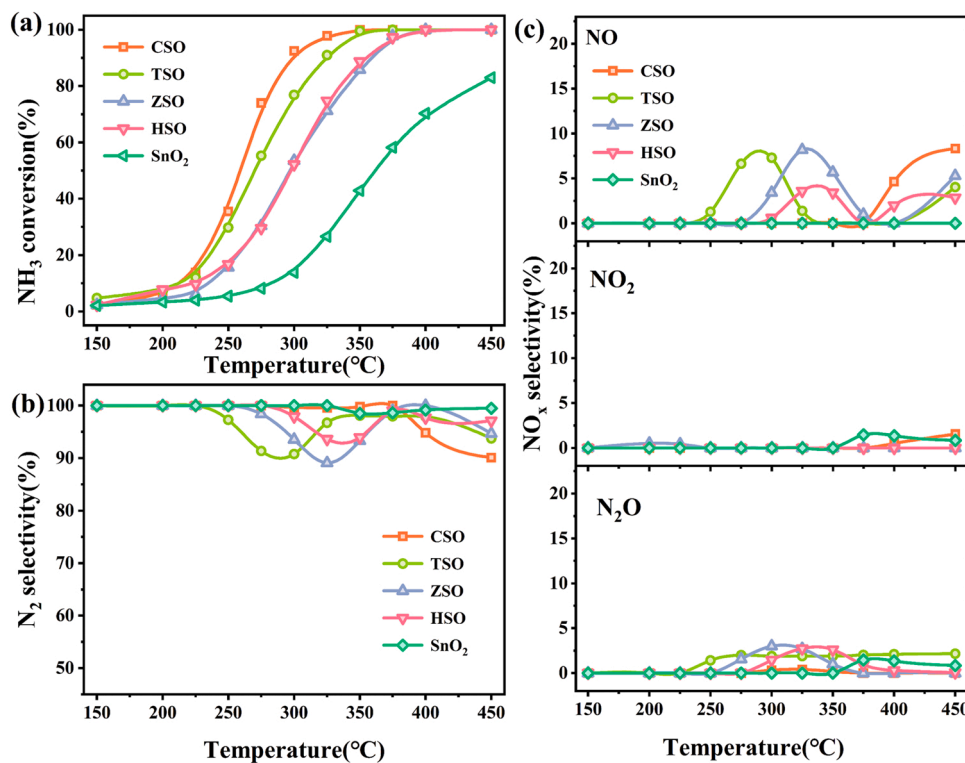 (a)
100
80
60
40
20
0
NH₃ conversion(%)
CSO
TSO
ZSO
HSO
SnO₂
150 200 250 300 350 400 450
Temperature(℃)
(b)
100
90
80
70
60
50
N₂ selectivity(%)
CSO
TSO
ZSO
HSO
SnO₂
150 200 250 300 350 400 450
Temperature(℃)
(c)
NO
20
15
10
5
0
CSO
TSO
ZSO
HSO
SnO₂
NO₂
20
15
10
5
0
NOₓ selectivity(%)
N₂O
20
15
10
5
0
150 200 250 300 350 400 450
Temperature(℃)